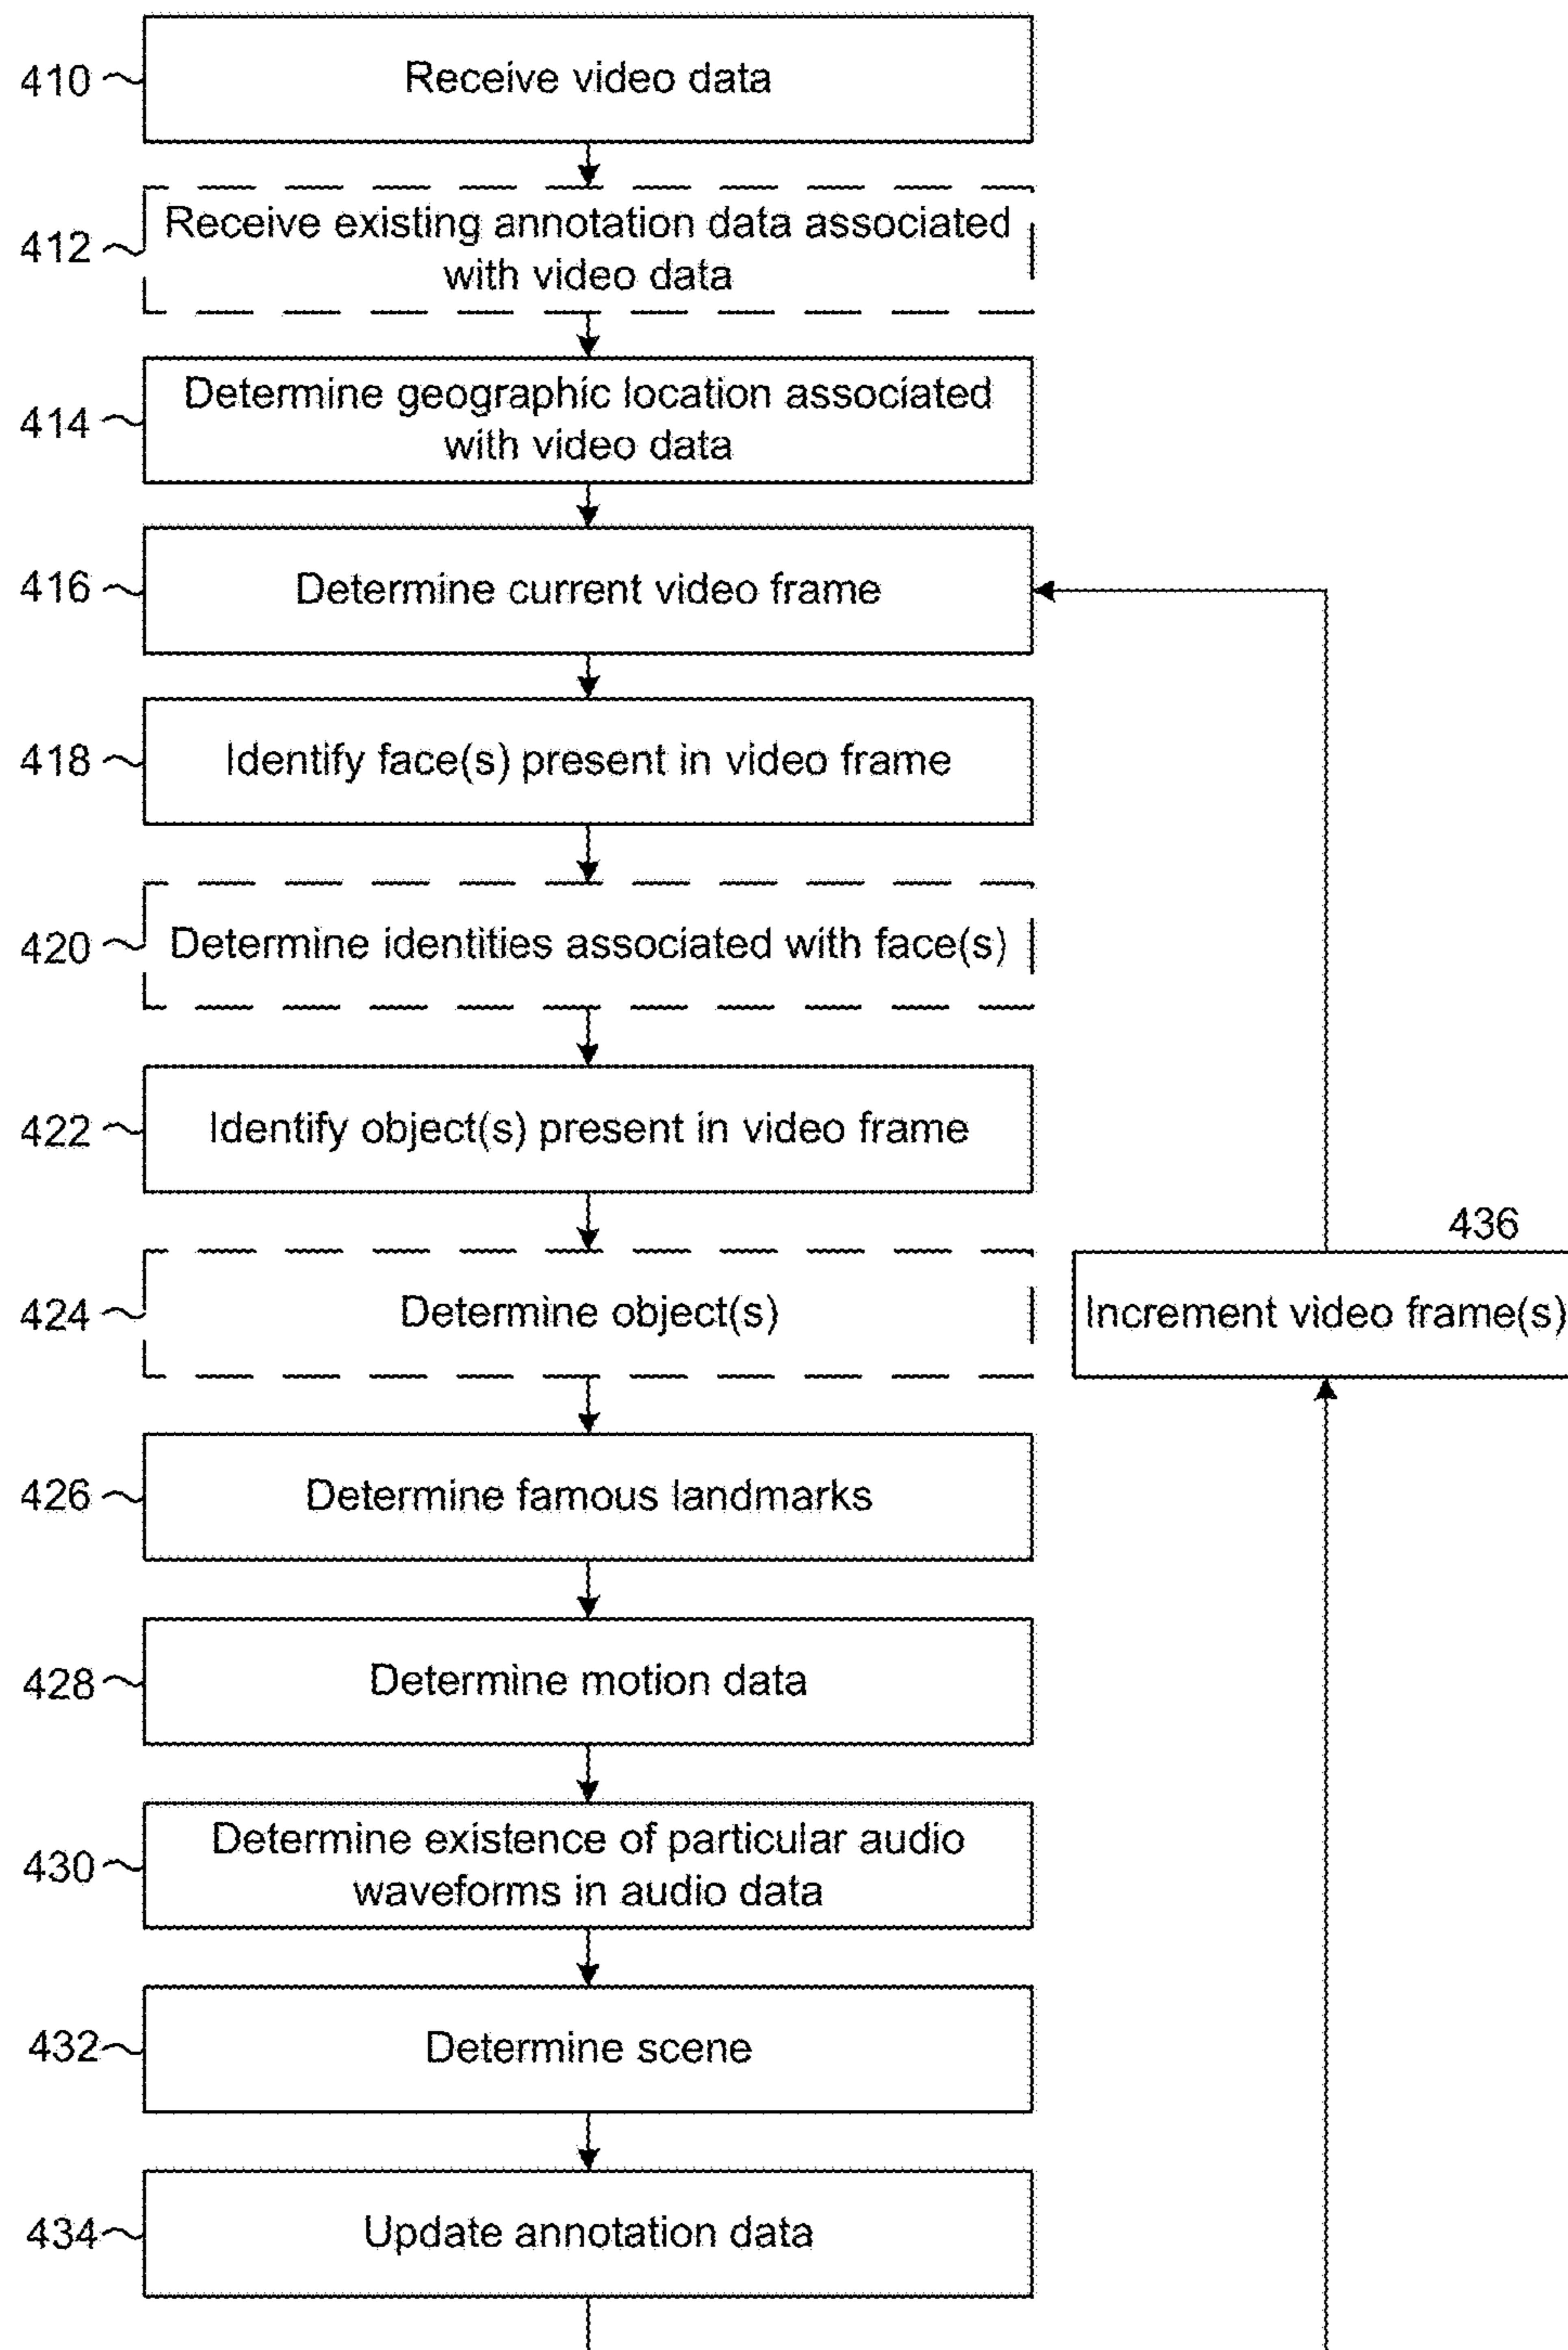 410
Receive video data
412
Receive existing annotation data associated
with video data
414
Determine geographic location associated
with video data
416
Determine current video frame
418
Identify face(s) present in video frame
420
Determine identities associated with face(s)
422
Identify object(s) present in video frame
424
Determine object(s)
436
Increment video frame(s)
426
Determine famous landmarks
428
Determine motion data
430
Determine existence of particular audio
waveforms in audio data
432
Determine scene
434
Update annotation data